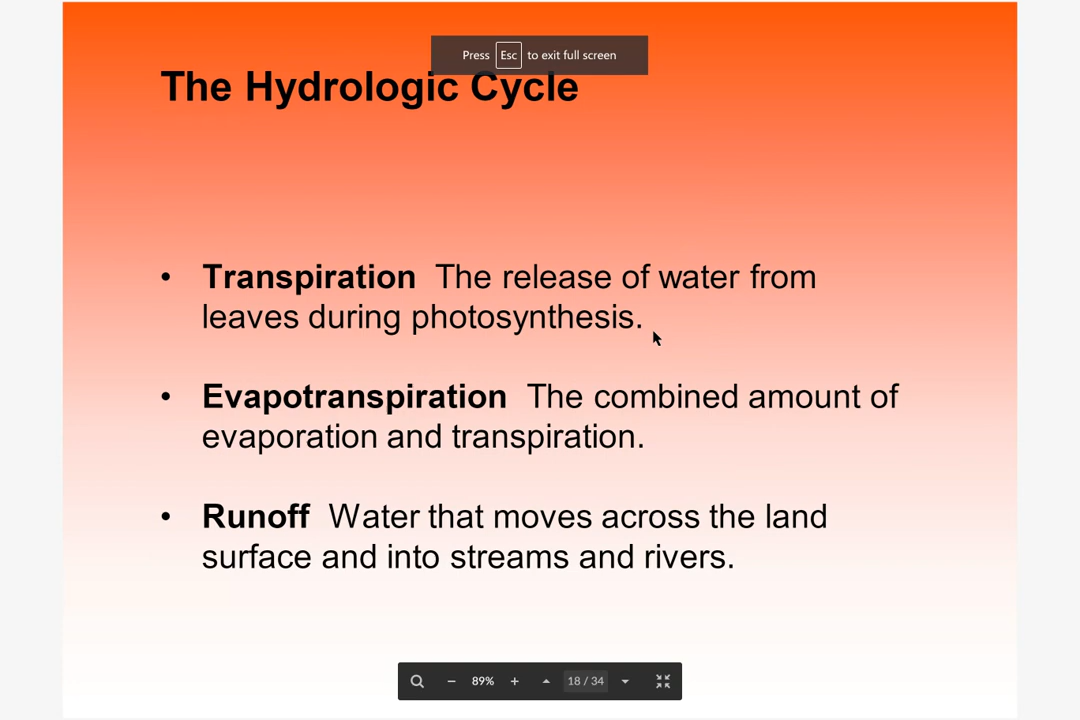 Press Esc to exit full screen
The Hydrologic Cycle
• Transpiration The release of water from
leaves during photosynthesis.
• Evapotranspiration The combined amount of
evaporation and transpiration.
• Runoff Water that moves across the land
surface and into streams and rivers.
89% 18 / 34